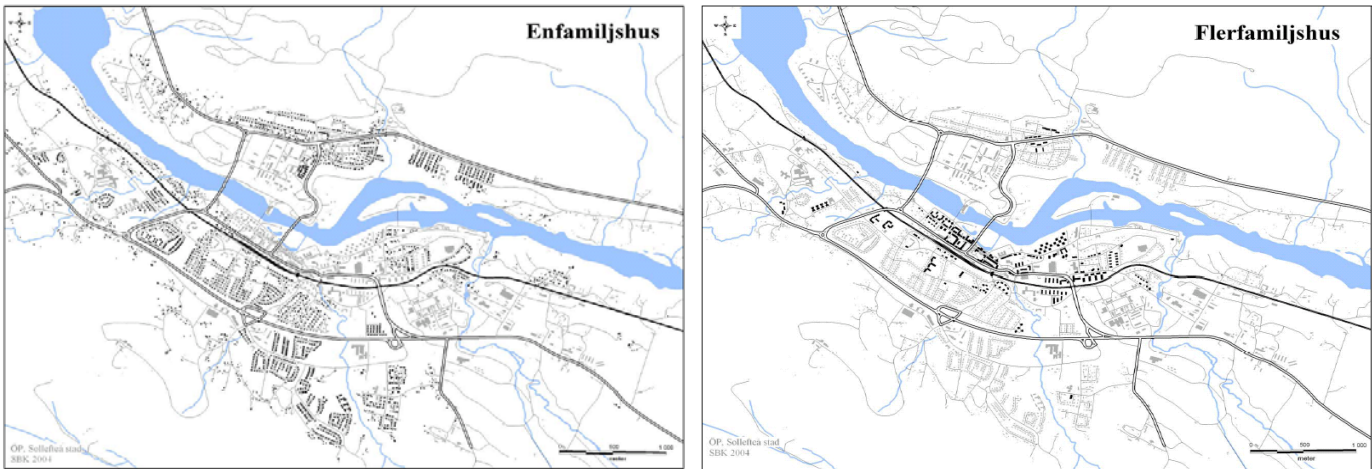 Enfamiljshus
ÖP, Sollefteå stad
SBK 2004
0 500 1 000
meter
Flerfamiljshus
ÖP, Sollefteå stad
SBK 2004
0 500 1 000
meter